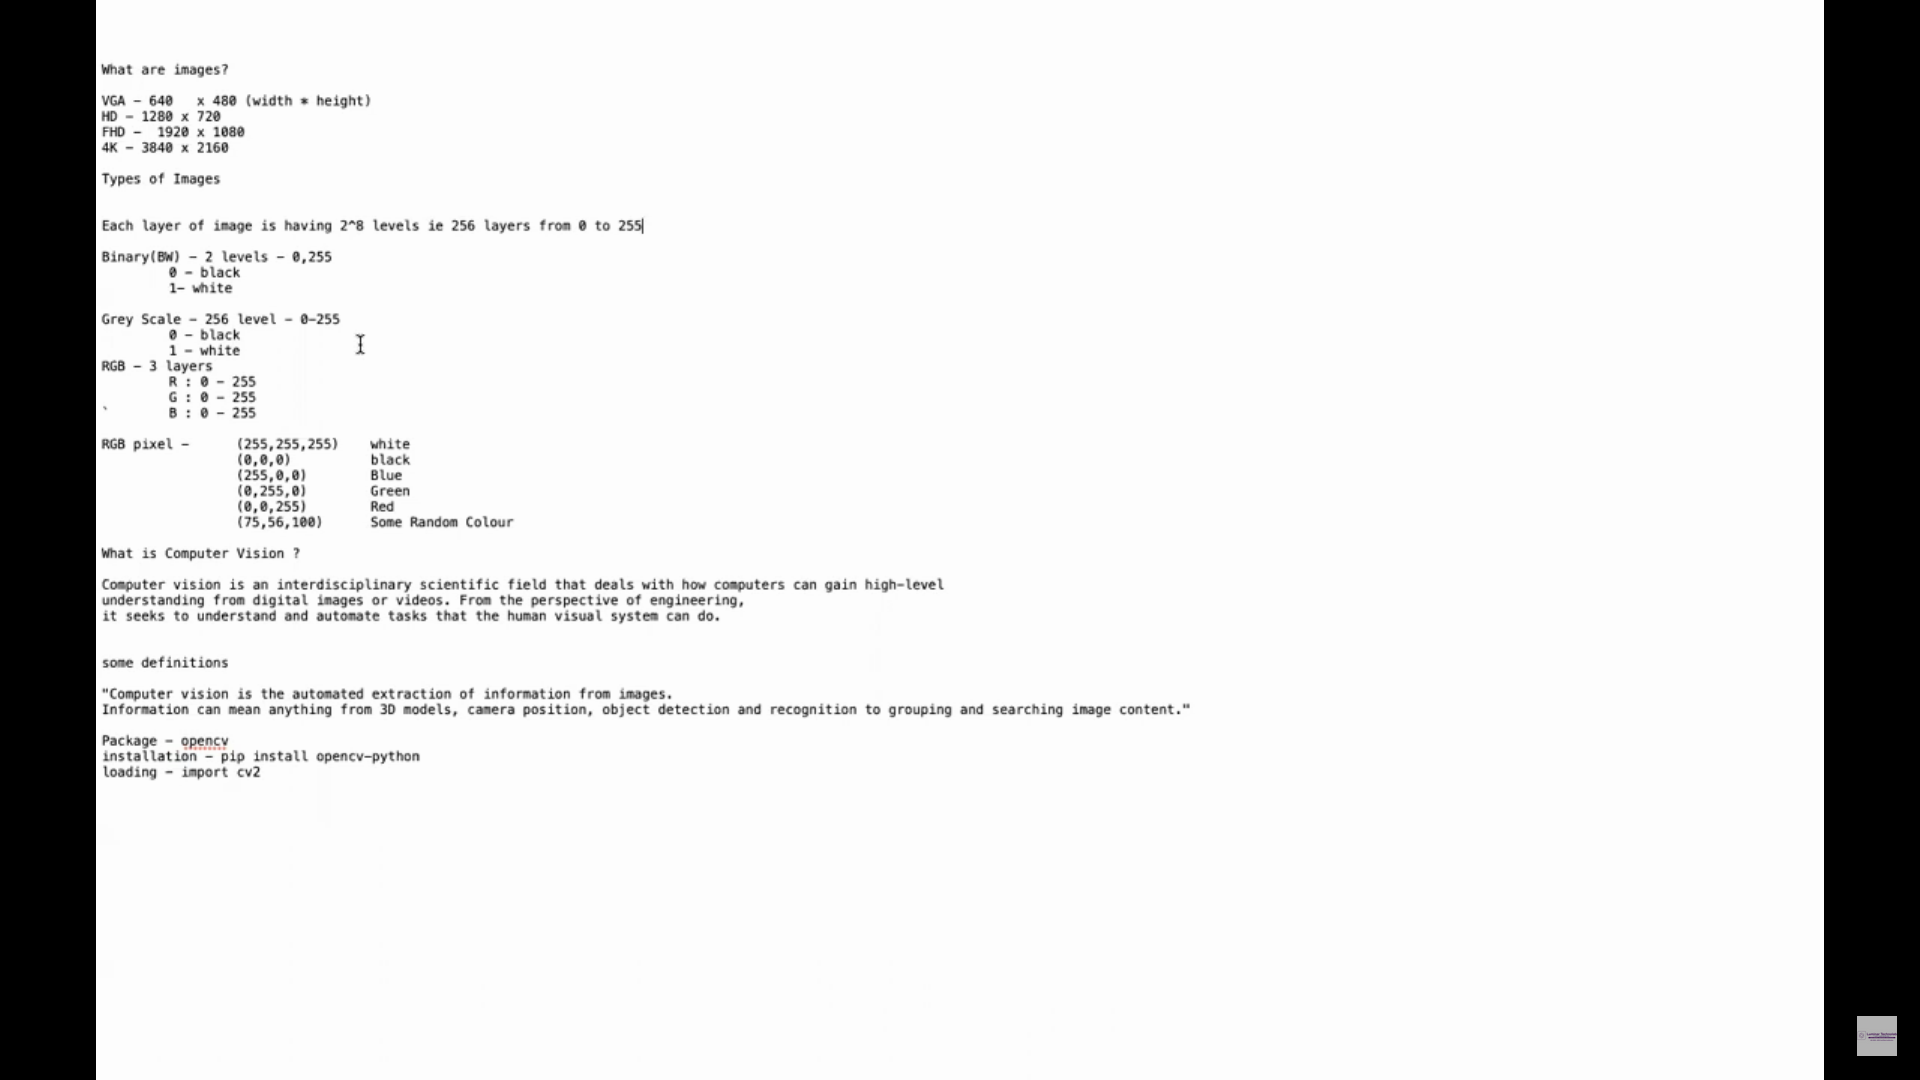 What are images?
VGA – 640 x 480 (width * height)
HD – 1280 x 720
FHD – 1920 x 1080
4K – 3840 x 2160
Types of Images
Each layer of image is having 2^8 levels ie 256 layers from 0 to 255
Binary(BW) – 2 levels – 0,255
0 – black
1– white
Grey Scale – 256 level – 0–255
0 – black
1 – white
RGB – 3 layers
R : 0 – 255
G : 0 – 255
` B : 0 – 255
RGB pixel – (255,255,255) white
(0,0,0) black
(255,0,0) Blue
(0,255,0) Green
(0,0,255) Red
(75,56,100) Some Random Colour
What is Computer Vision ?
Computer vision is an interdisciplinary scientific field that deals with how computers can gain high–level
understanding from digital images or videos. From the perspective of engineering,
it seeks to understand and automate tasks that the human visual system can do.
some definitions
"Computer vision is the automated extraction of information from images.
Information can mean anything from 3D models, camera position, object detection and recognition to grouping and searching image content."
Package – opencv
installation – pip install opencv–python
loading – import cv2